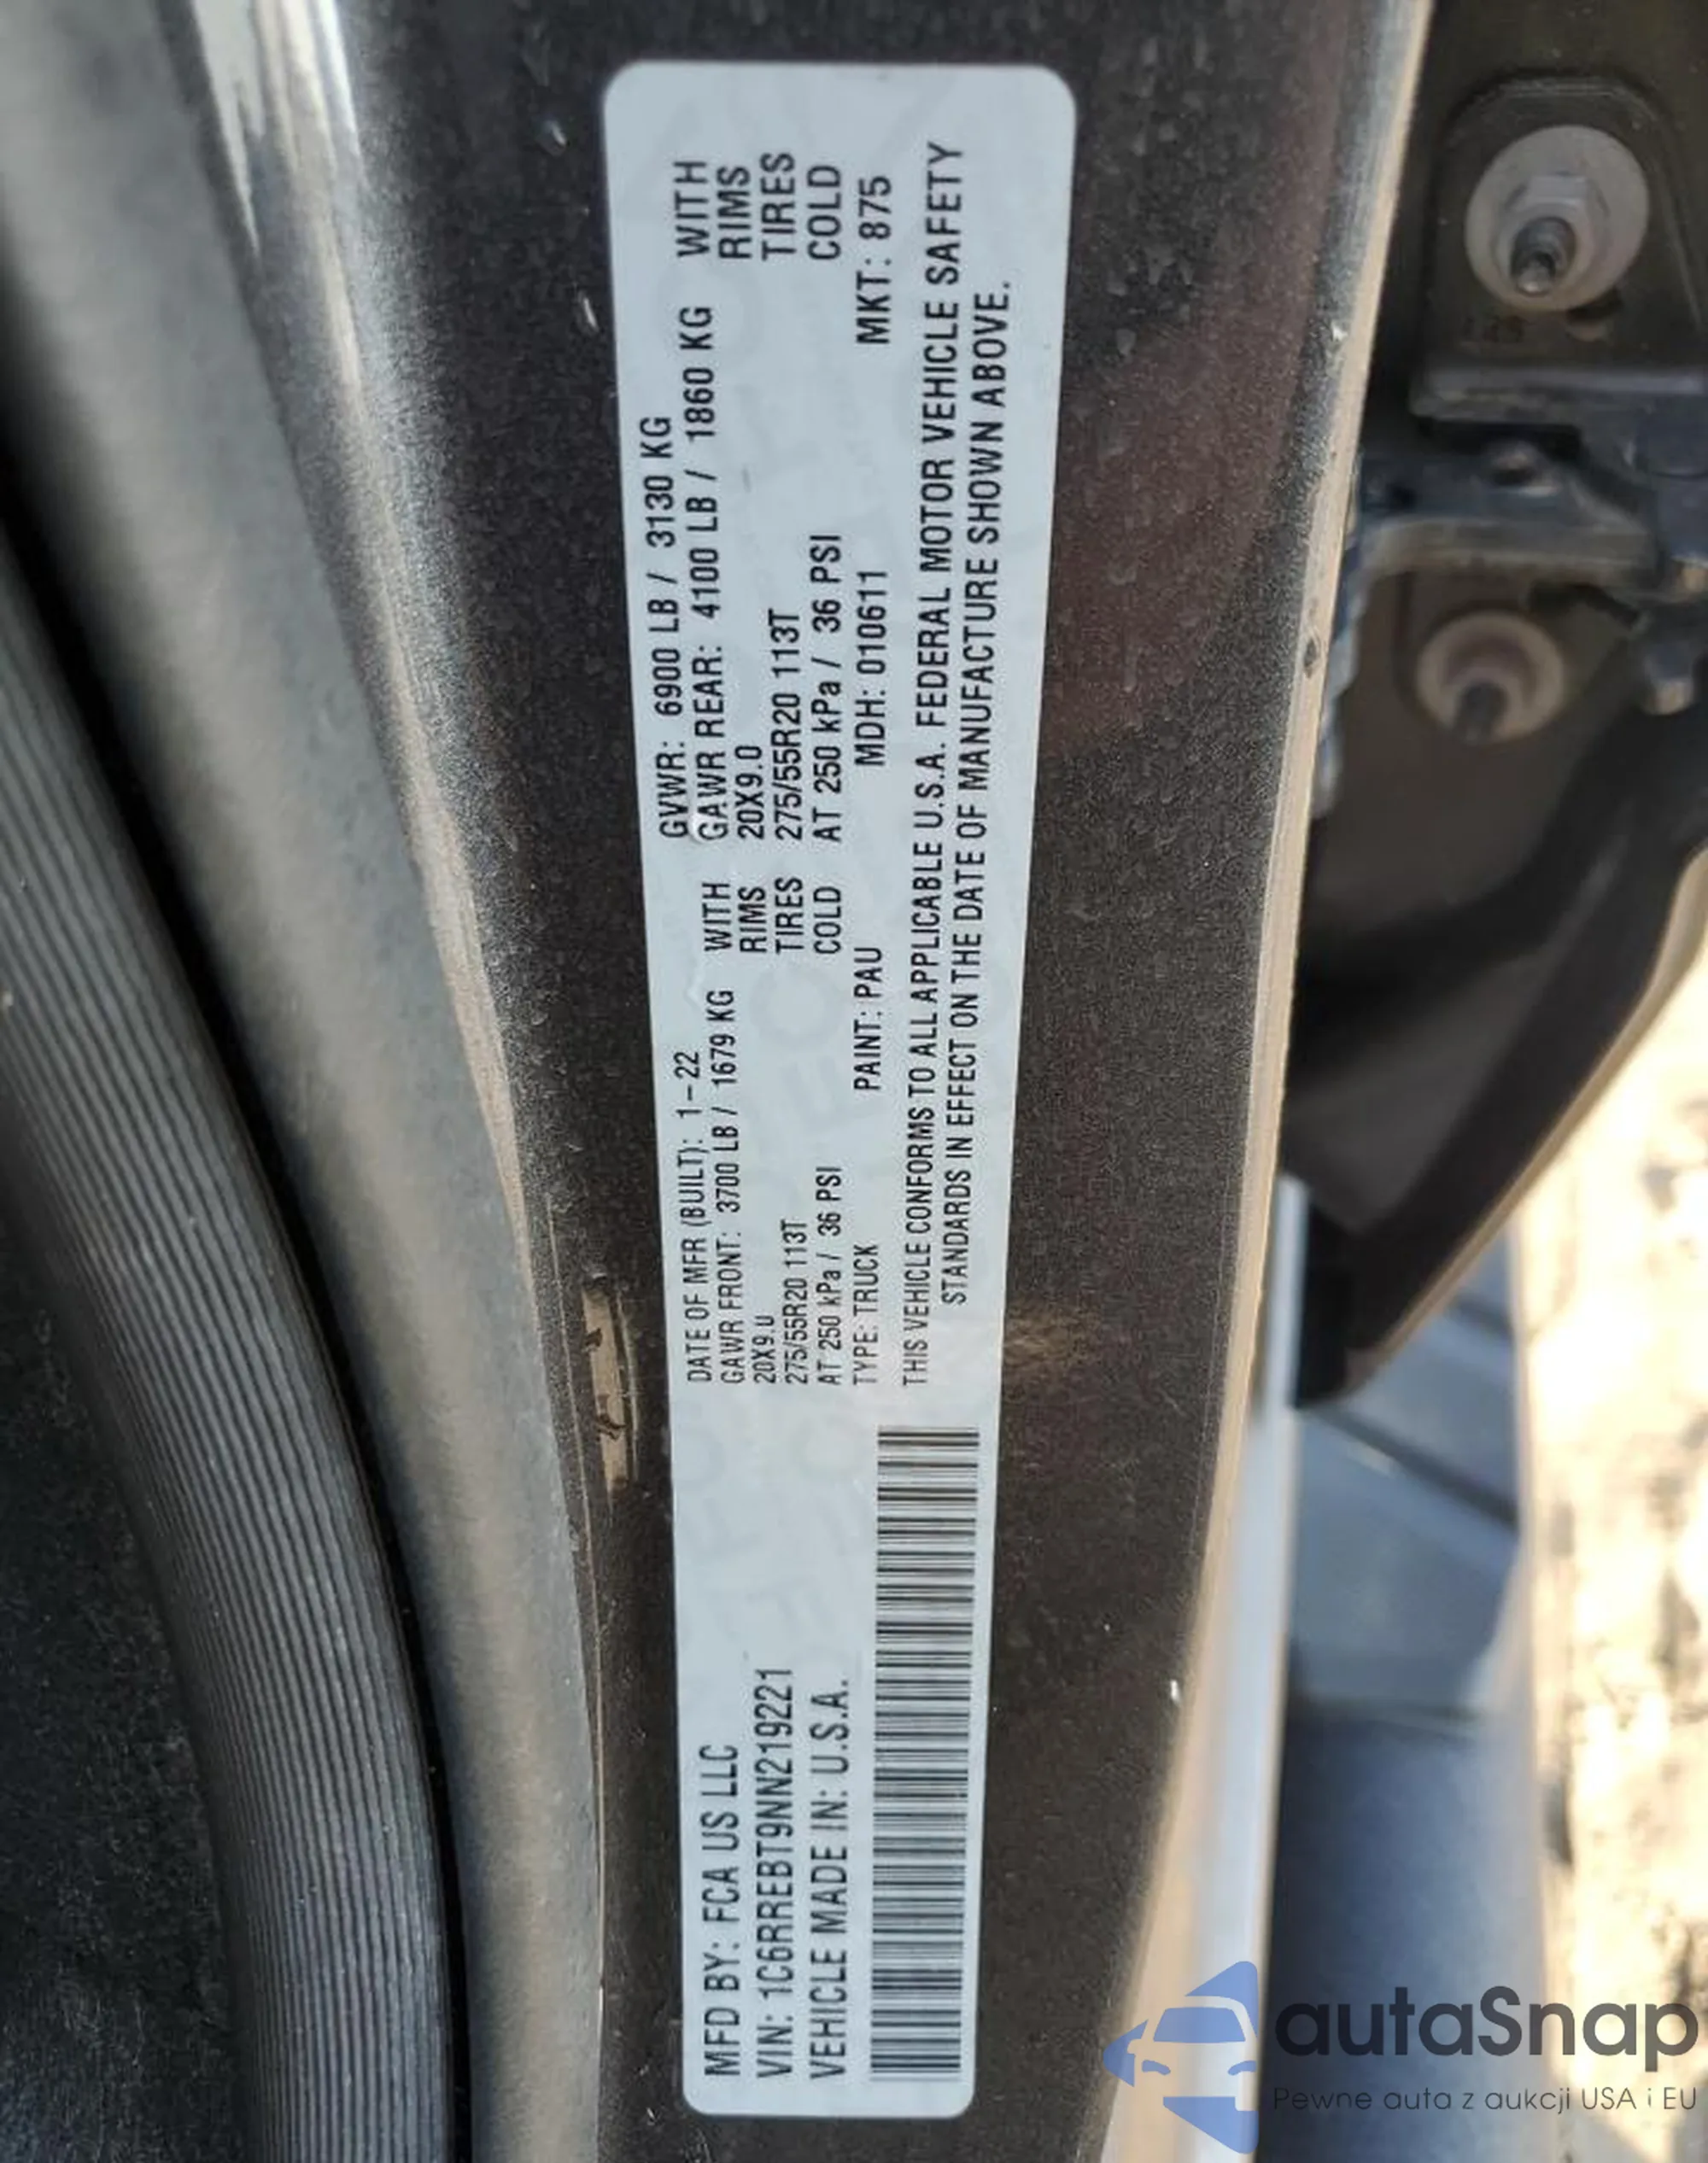 MFD BY: FCA US LLC
VIN: 1C6RREBT9NN219221
VEHICLE MADE IN: U.S.A.
DATE OF MFR (BUILT): 1-22 GVWR: 6900 LB / 3130 KG
GAWR FRONT: 3700 LB / 1679 KG WITH GAWR REAR: 4100 LB / 1860 KG WITH
20X9.0 RIMS 20X9.0 RIMS
275/55R20 113T TIRES 275/55R20 113T TIRES
AT 250 kPa / 36 PSI COLD AT 250 kPa / 36 PSI COLD
TYPE: TRUCK PAINT: PAU MDH: 010611 MKT: 875
THIS VEHICLE CONFORMS TO ALL APPLICABLE U.S.A. FEDERAL MOTOR VEHICLE SAFETY
STANDARDS IN EFFECT ON THE DATE OF MANUFACTURE SHOWN ABOVE.
autaSnap
Pewne auta z aukcji USA i EU